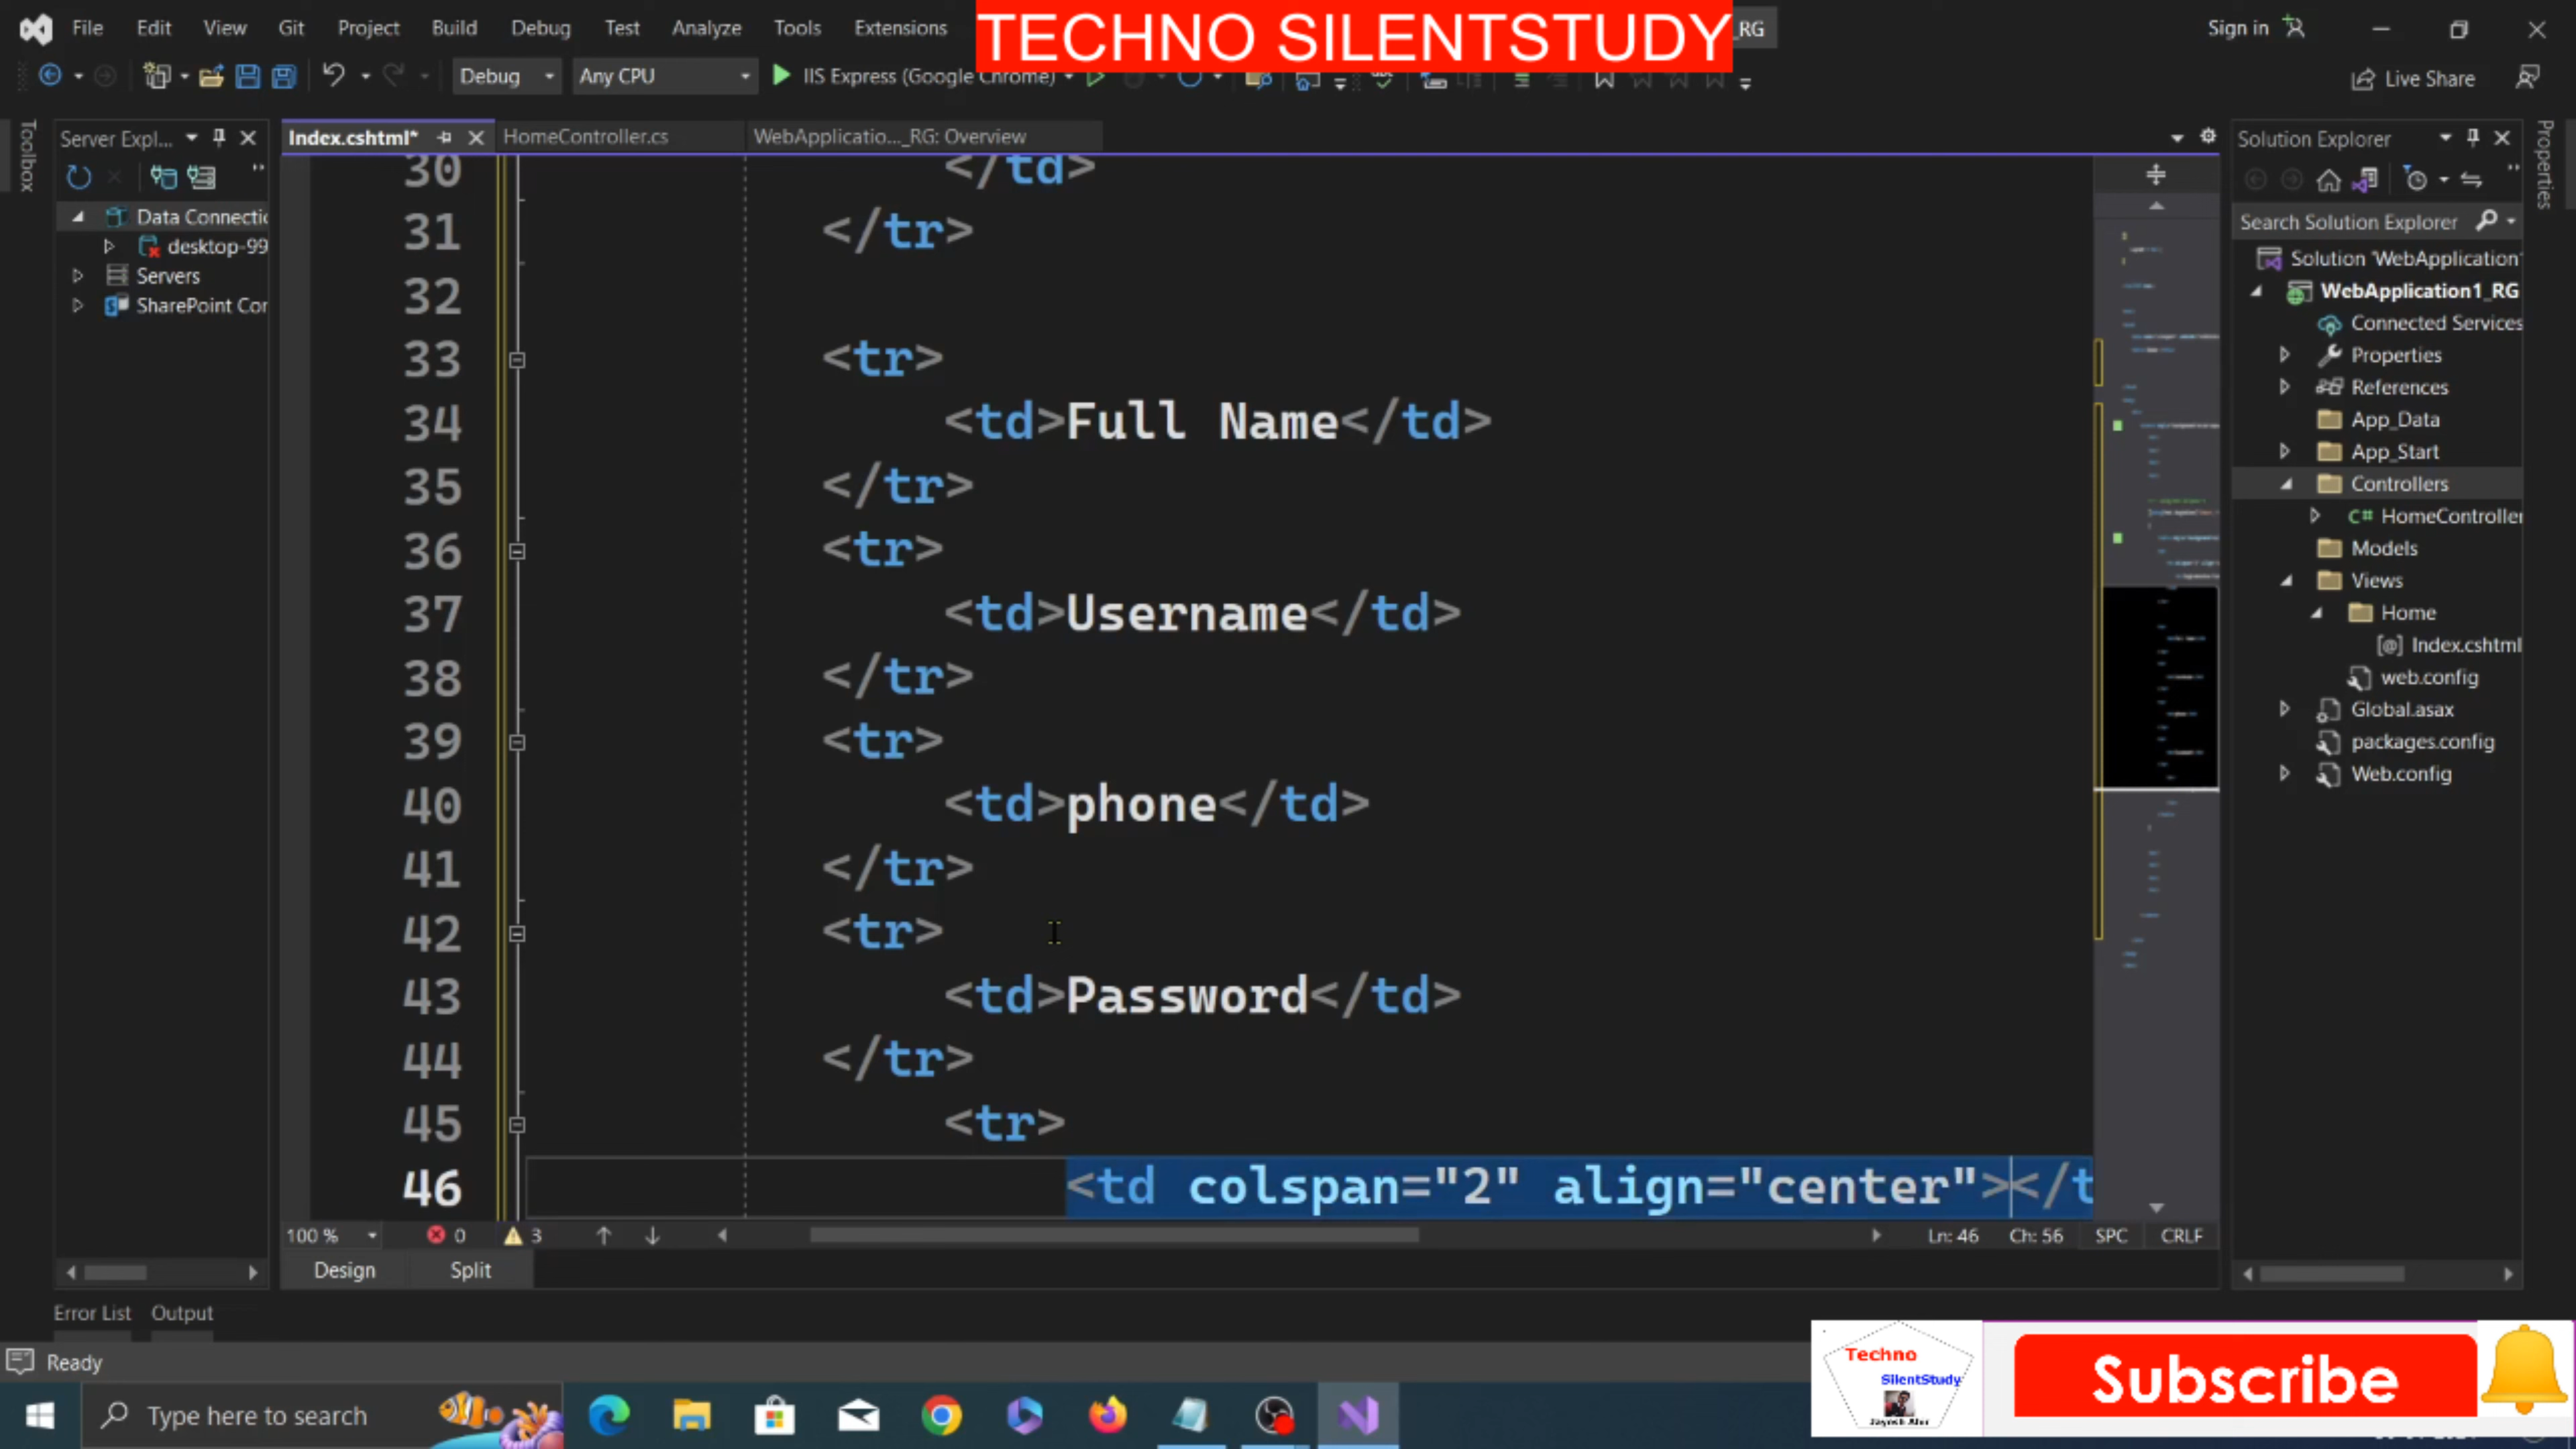 File Edit View Git Project Build Debug Test Analyze Tools Extensions
TECHNO SILENTSTUDY
_RG
Sign in
Debug
Any CPU
IIS Express (Google Chrome)
Live Share
Toolbox
Server Expl...
Data Connectic
desktop-99
Servers
SharePoint Cor
Index.cshtml*
HomeController.cs
WebApplicatio..._RG: Overview
30 </td>
31 </tr>
32
33 <tr>
34 <td>Full Name</td>
35 </tr>
36 <tr>
37 <td>Username</td>
38 </tr>
39 <tr>
40 <td>phone</td>
41 </tr>
42 <tr>
43 <td>Password</td>
44 </tr>
45 <tr>
46 <td colspan="2" align="center"></t
100 %
0
3
Ln: 46
Ch: 56
SPC
CRLF
Design
Split
Solution Explorer
Search Solution Explorer
Solution 'WebApplication1
WebApplication1_RG
Connected Services
Properties
References
App_Data
App_Start
Controllers
C# HomeController
Models
Views
Home
[@] Index.cshtml
web.config
Global.asax
packages.config
Web.config
Properties
Error List
Output
Ready
Type here to search
Techno
SilentStudy
Subscribe